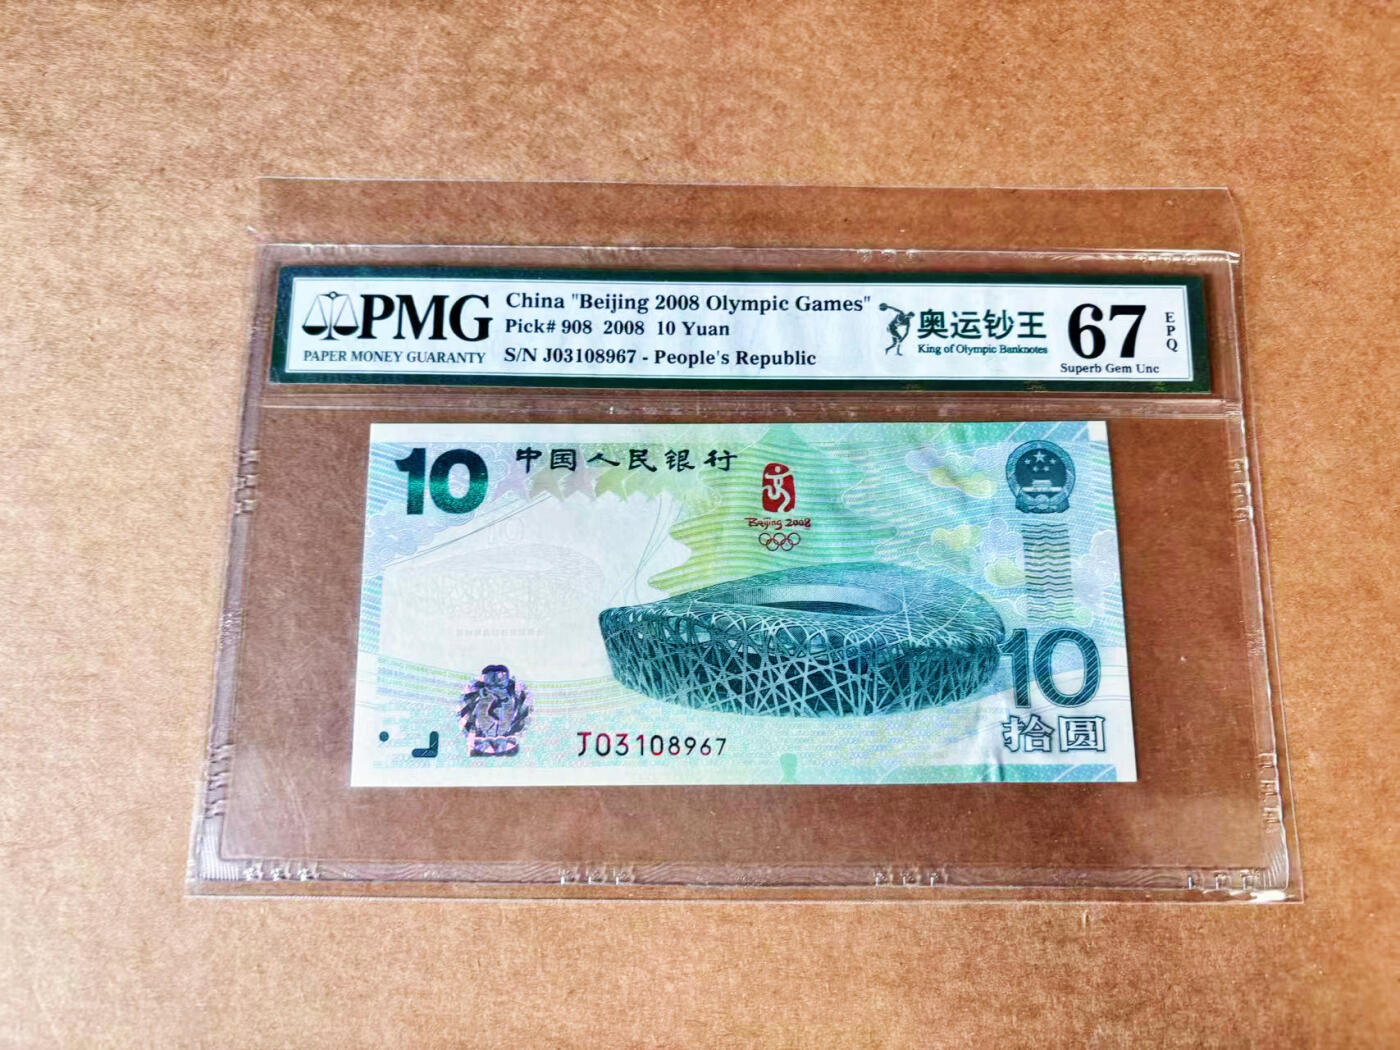 PMG
PAPER MONEY GUARANTY
China "Beijing 2008 Olympic Games"
Pick# 908 2008 10 Yuan
S/N J03108967 - People's Republic
奥运钞王
King of Olympic Banknotes
67
EPQ
Superb Gem Unc
10
中国人民银行
Beijing 2008
10
拾圆
J03108967